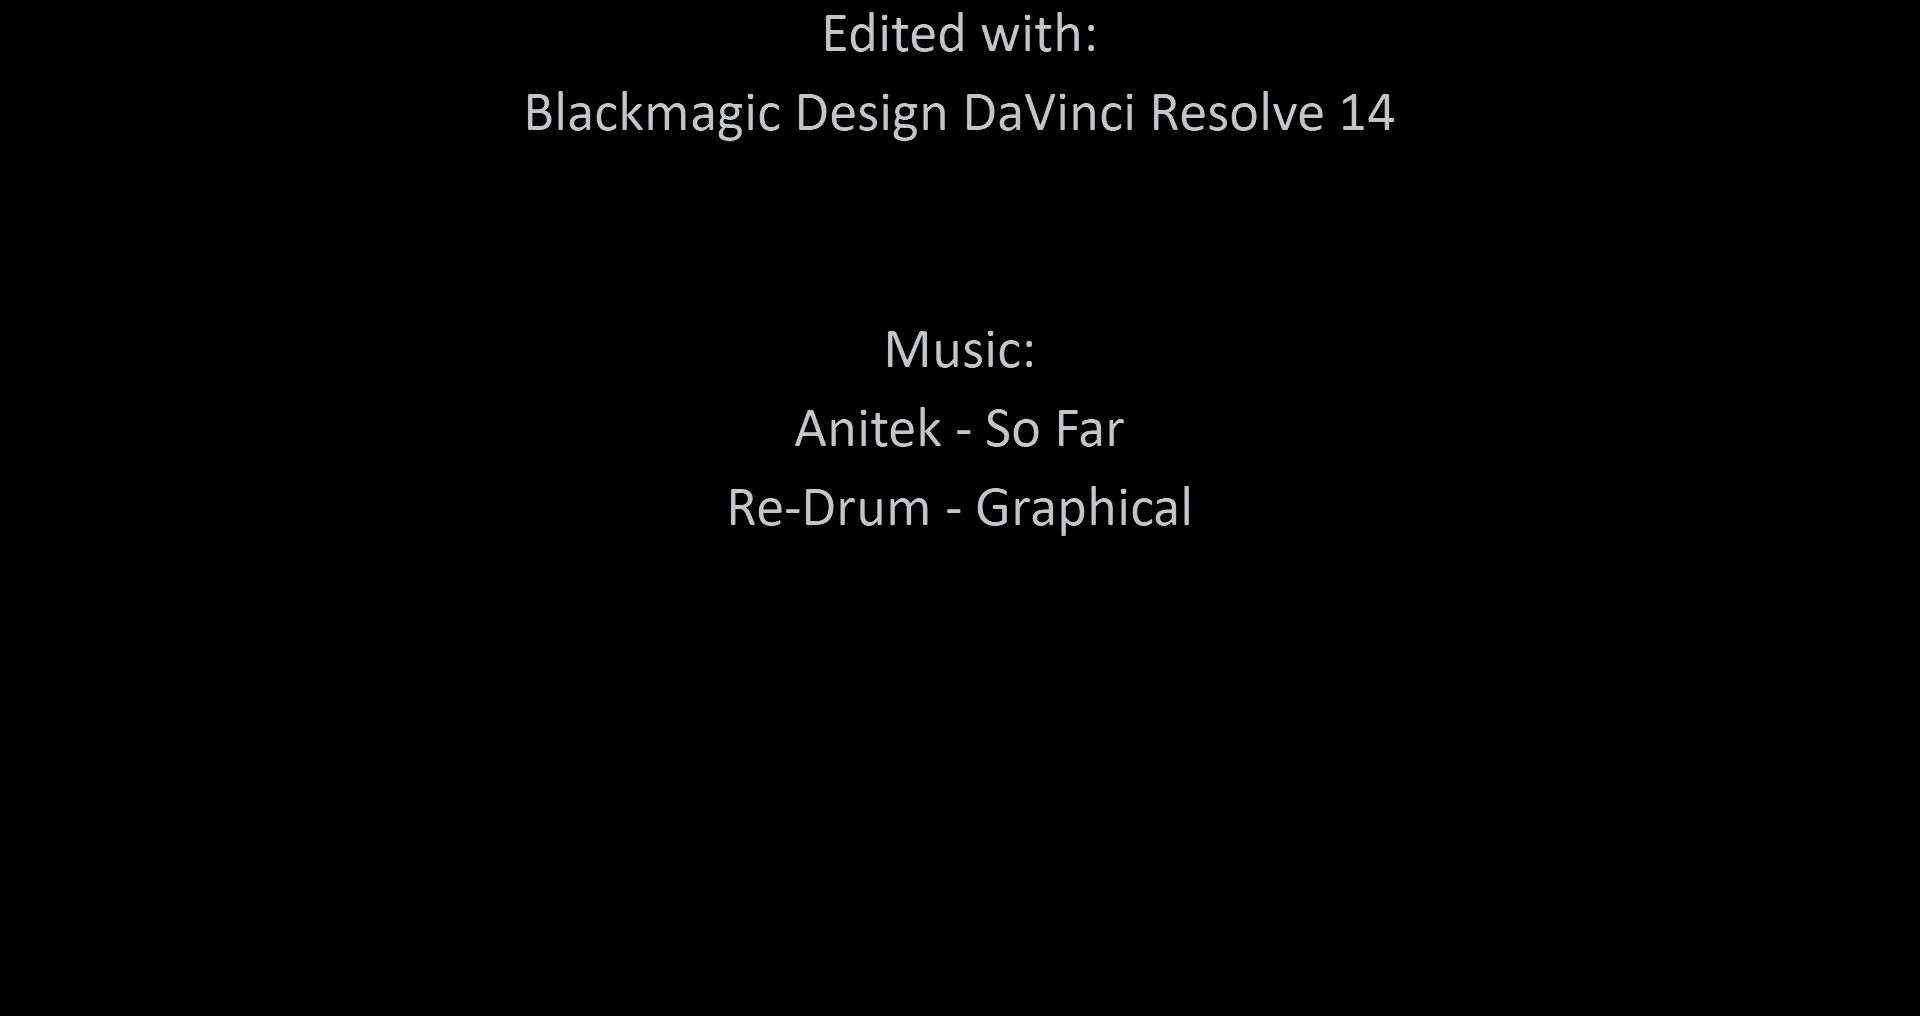 Edited with:
Blackmagic Design DaVinci Resolve 14
Music:
Anitek - So Far
Re-Drum - Graphical